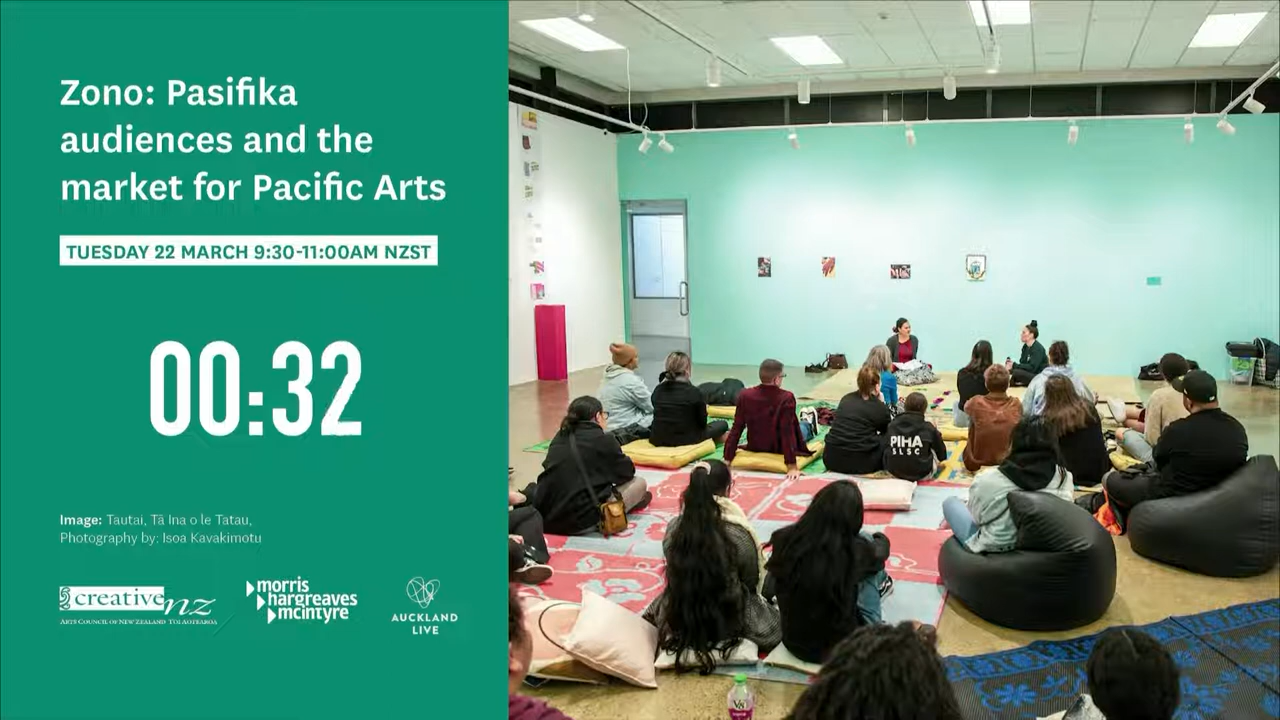 Zono: Pasifika
audiences and the
market for Pacific Arts
TUESDAY 22 MARCH 9:30-11:00AM NZST
00:32
Image: Tautai, Tā Ina o le Tatau,
Photography by: Isoa Kavakimotu
creative nz
ARTS COUNCIL OF NEW ZEALAND TOI AOTEAROA
morris
hargreaves
mcintyre
AUCKLAND
LIVE
PIHA
SLSC
V8